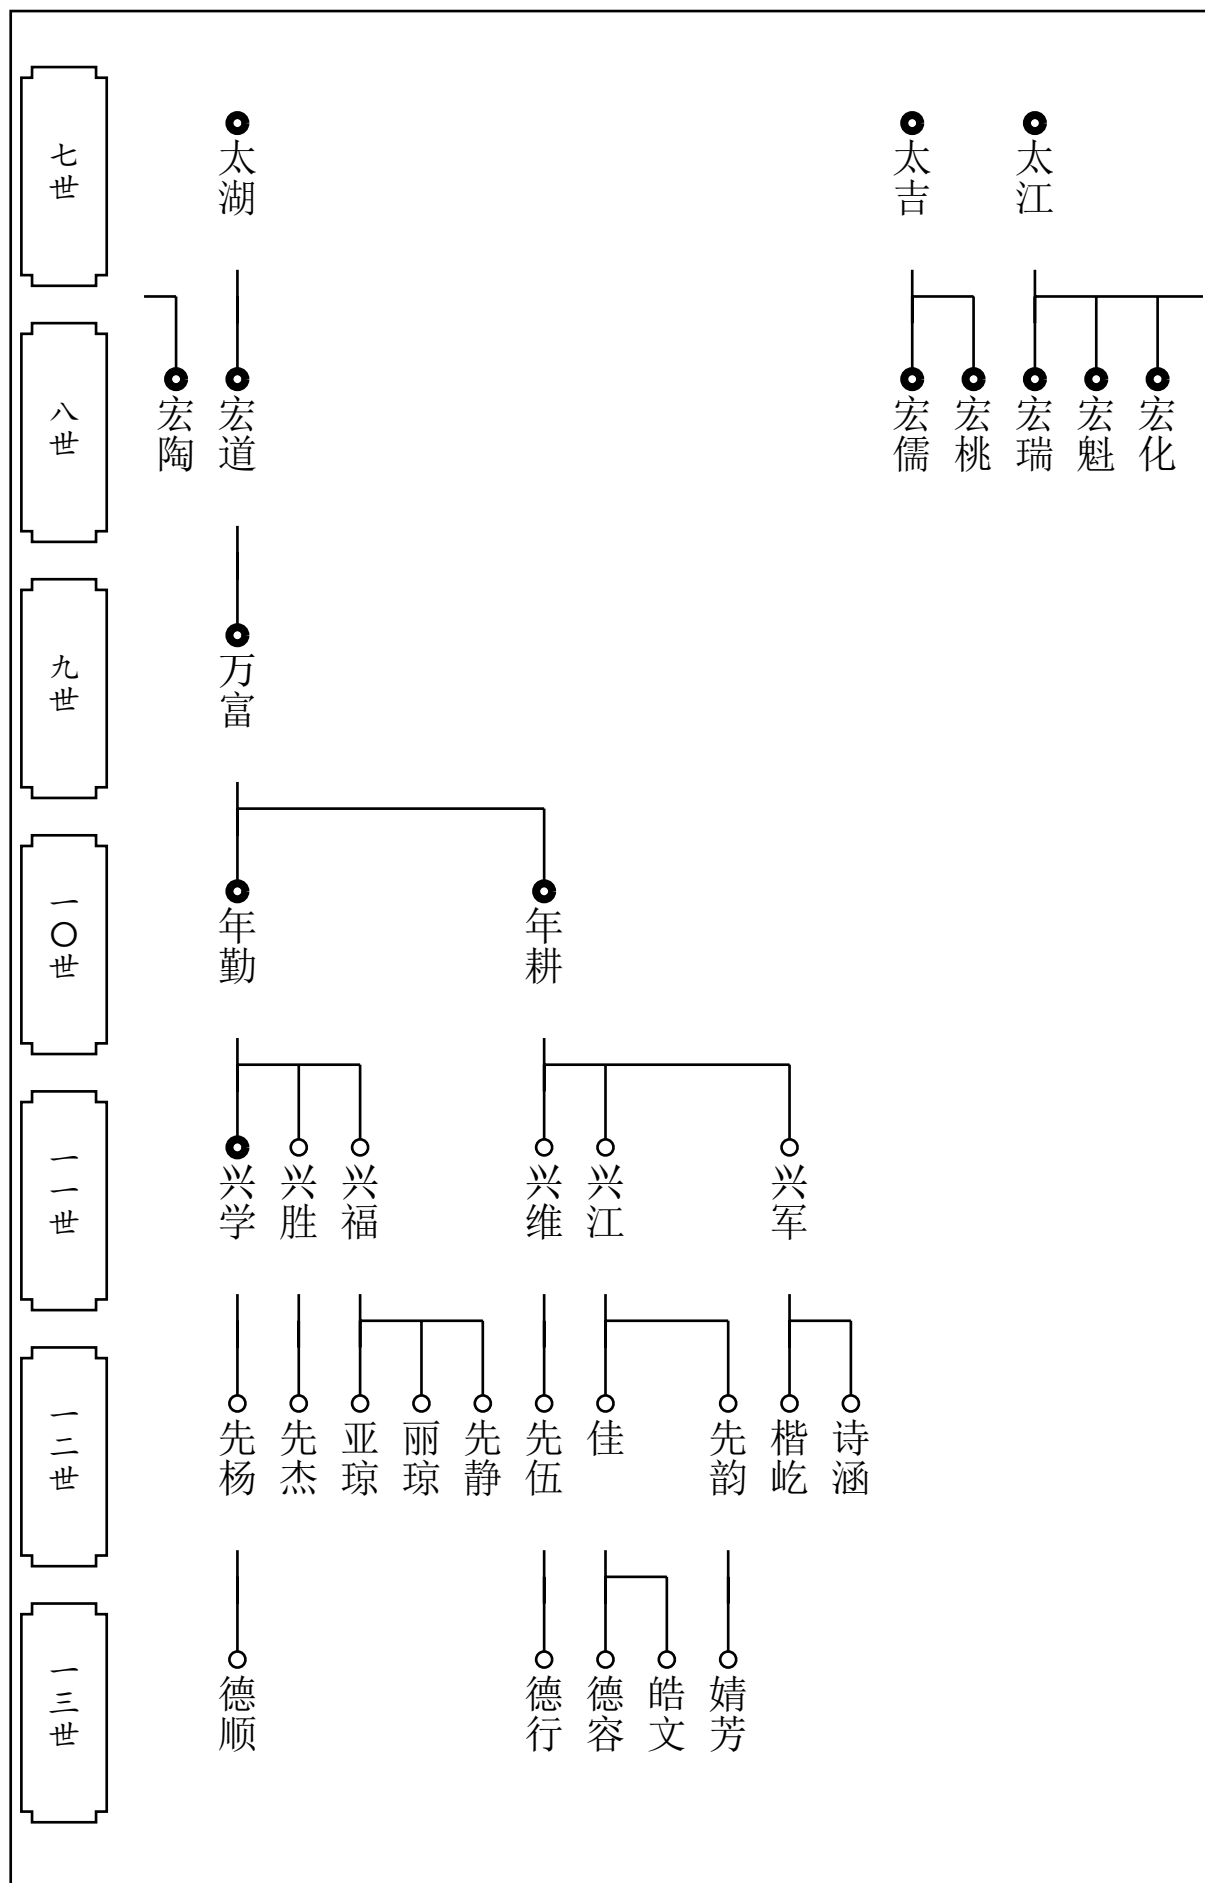 七世
太湖
太吉
太江
八世
宏陶
宏道
宏儒
宏桃
宏瑞
宏魁
宏化
九世
万富
一〇世
年勤
年耕
一一世
兴学
兴胜
兴福
兴维
兴江
兴军
一二世
先杨
先杰
亚琼
丽琼
先静
先伍
佳
先韵
楷屹
诗涵
一三世
德顺
德行
德容
皓文
婧芳